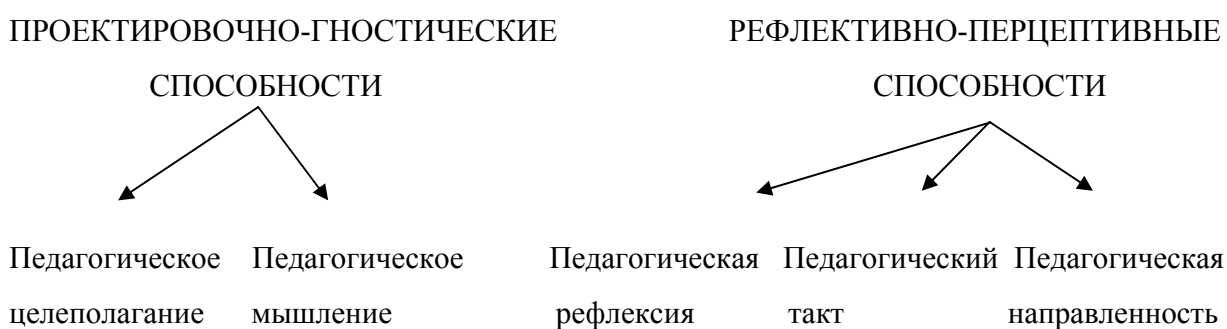 ПРОЕКТИРОВОЧНО-ГНОСТИЧЕСКИЕ
СПОСОБНОСТИ
РЕФЛЕКТИВНО-ПЕРЦЕПТИВНЫЕ
СПОСОБНОСТИ
Педагогическое
целеполагание
Педагогическое
мышление
Педагогическая
рефлексия
Педагогический
такт
Педагогическая
направленность